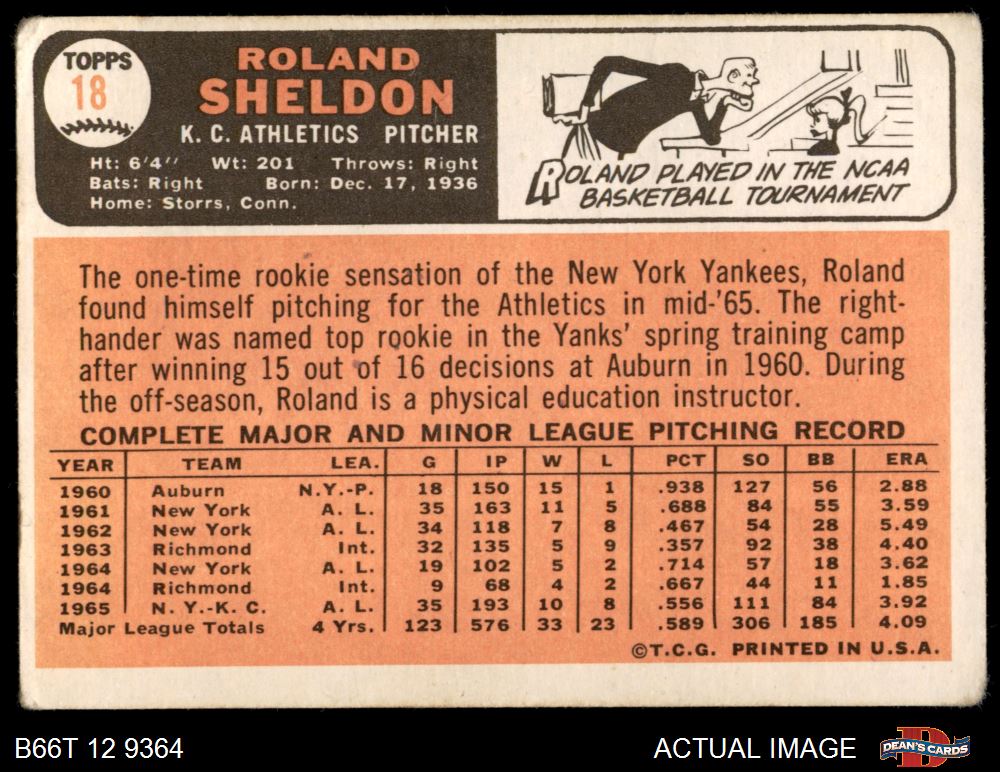 TOPPS
18
ROLAND
SHELDON
K. C. ATHLETICS PITCHER
Ht: 6'4'' Wt: 201 Throws: Right
Bats: Right Born: Dec. 17, 1936
Home: Storrs, Conn.
ROLAND PLAYED IN THE NCAA
BASKETBALL TOURNAMENT
The one-time rookie sensation of the New York Yankees, Roland
found himself pitching for the Athletics in mid-'65. The right-
hander was named top rookie in the Yanks' spring training camp
after winning 15 out of 16 decisions at Auburn in 1960. During
the off-season, Roland is a physical education instructor.
COMPLETE MAJOR AND MINOR LEAGUE PITCHING RECORD
YEAR TEAM LEA. G IP W L PCT SO BB ERA
1960 Auburn N.Y.-P. 18 150 15 1 .938 127 56 2.88
1961 New York A. L. 35 163 11 5 .688 84 55 3.59
1962 New York A. L. 34 118 7 8 .467 54 28 5.49
1963 Richmond Int. 32 135 5 9 .357 92 38 4.40
1964 New York A. L. 19 102 5 2 .714 57 18 3.62
1964 Richmond Int. 9 68 4 2 .667 44 11 1.85
1965 N. Y.-K. C. A. L. 35 193 10 8 .556 111 84 3.92
Major League Totals 4 Yrs. 123 576 33 23 .589 306 185 4.09
©T.C.G. PRINTED IN U.S.A.
B66T 12 9364
ACTUAL IMAGE
DEAN'S CARDS